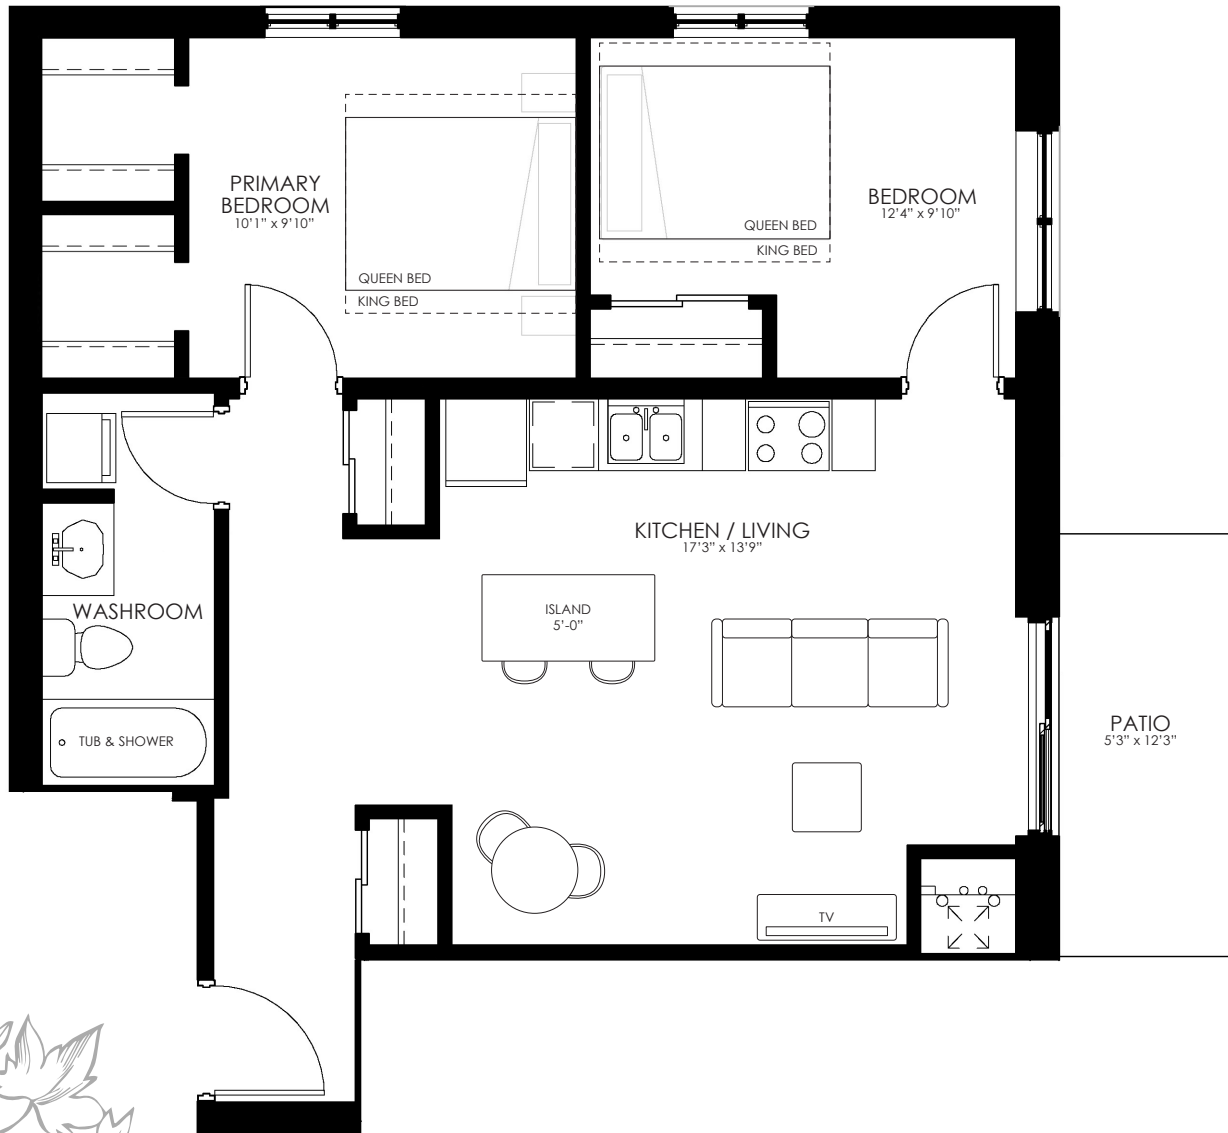 PRIMARY
BEDROOM
10'1" x 9'10"
QUEEN BED
KING BED
BEDROOM
12'4" x 9'10"
QUEEN BED
KING BED
KITCHEN / LIVING
17'3" x 13'9"
ISLAND
5'-0"
WASHROOM
TUB & SHOWER
PATIO
5'3" x 12'3"
TV